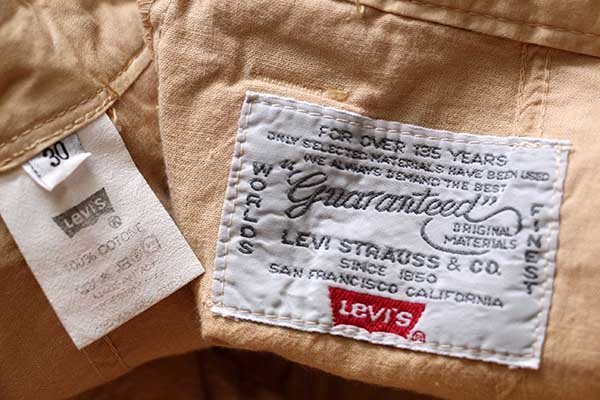 30
Levi's
®
100% COTONE
FOR OVER 135 YEARS
ONLY SELECTED MATERIALS HAVE BEEN USED
WE ALWAYS DEMAND THE BEST
WORLDS
"Guaranteed"
FINEST
ORIGINAL
MATERIALS
LEVI STRAUSS & CO.
SINCE 1850
SAN FRANCISCO CALIFORNIA
Levi's ®